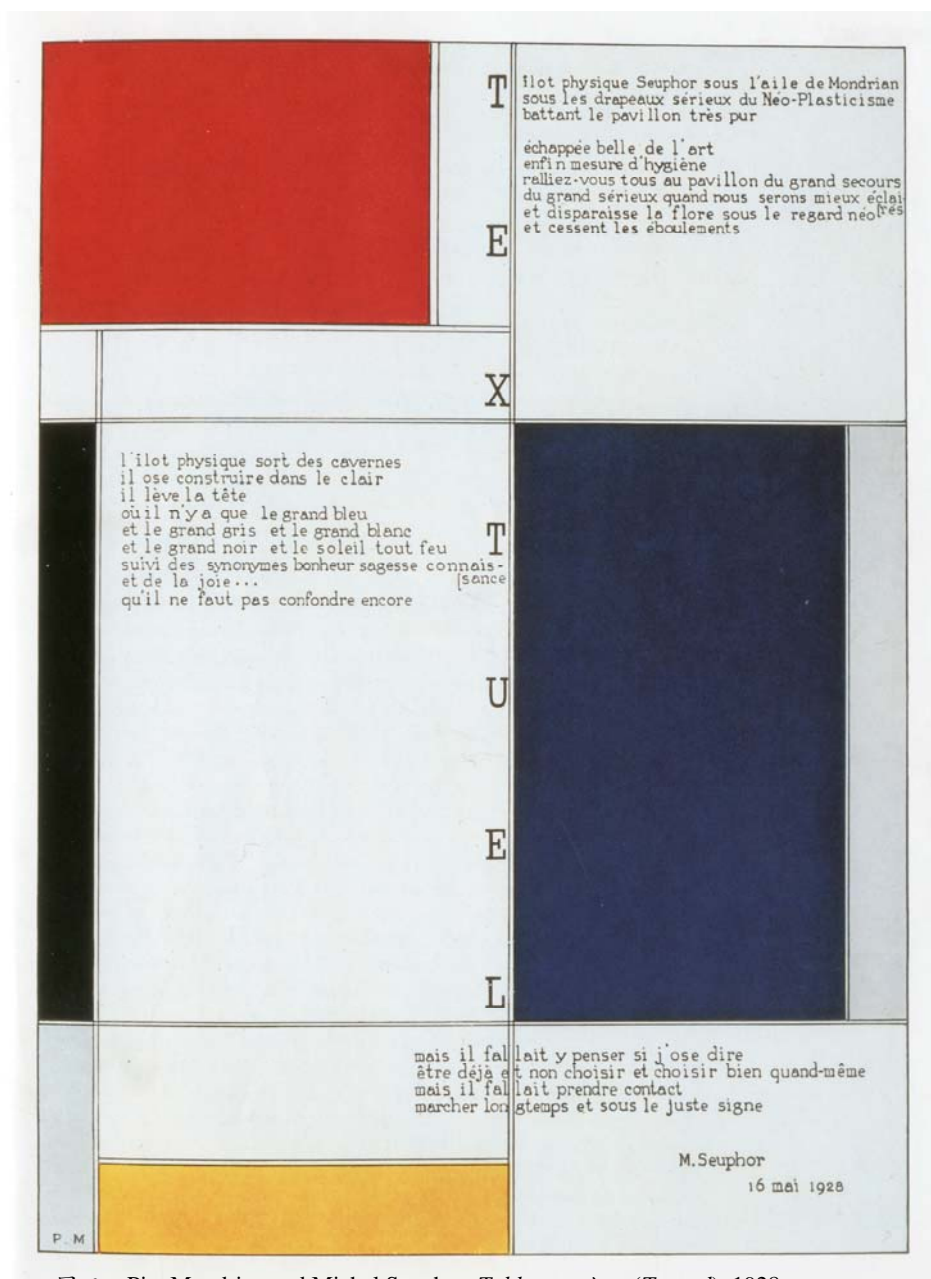 T
E
X
T
U
E
L
îlot physique Seuphor sous l'aile de Mondrian
sous les drapeaux sérieux du Néo-Plasticisme
battant le pavillon très pur
échappée belle de l'art
enfin mesure d'hygiène
ralliez-vous tous au pavillon du grand secours
du grand sérieux quand nous serons mieux éclai
et disparaisse la flore sous le regard néo [rés
et cessent les éboulements
l'îlot physique sort des cavernes
il ose construire dans le clair
il lève la tête
où il n'y a que le grand bleu
et le grand gris et le grand blanc
et le grand noir et le soleil tout feu
suivi des synonymes bonheur sagesse connais-
et de la joie... [sance
qu'il ne faut pas confondre encore
mais il fallait y penser si j'ose dire
être déjà et non choisir et choisir bien quand-même
mais il fallait prendre contact
marcher longtemps et sous le juste signe
M. Seuphor
16 mai 1928
P. M